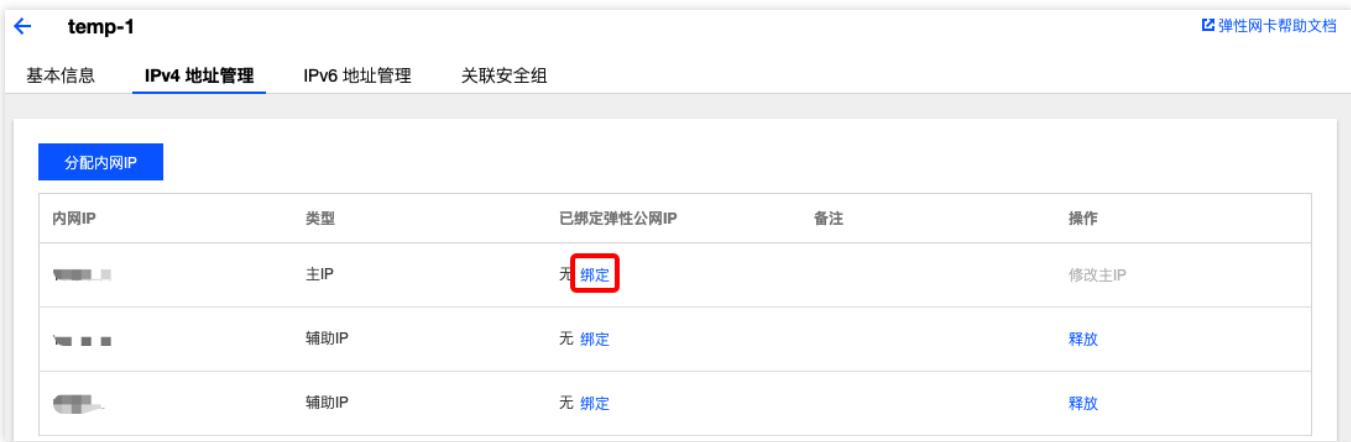 temp-1
弹性网卡帮助文档
基本信息 IPv4 地址管理 IPv6 地址管理 关联安全组
分配内网IP
内网IP 类型 已绑定弹性公网IP 备注 操作
主IP 无 绑定 修改主IP
辅助IP 无 绑定 释放
辅助IP 无 绑定 释放